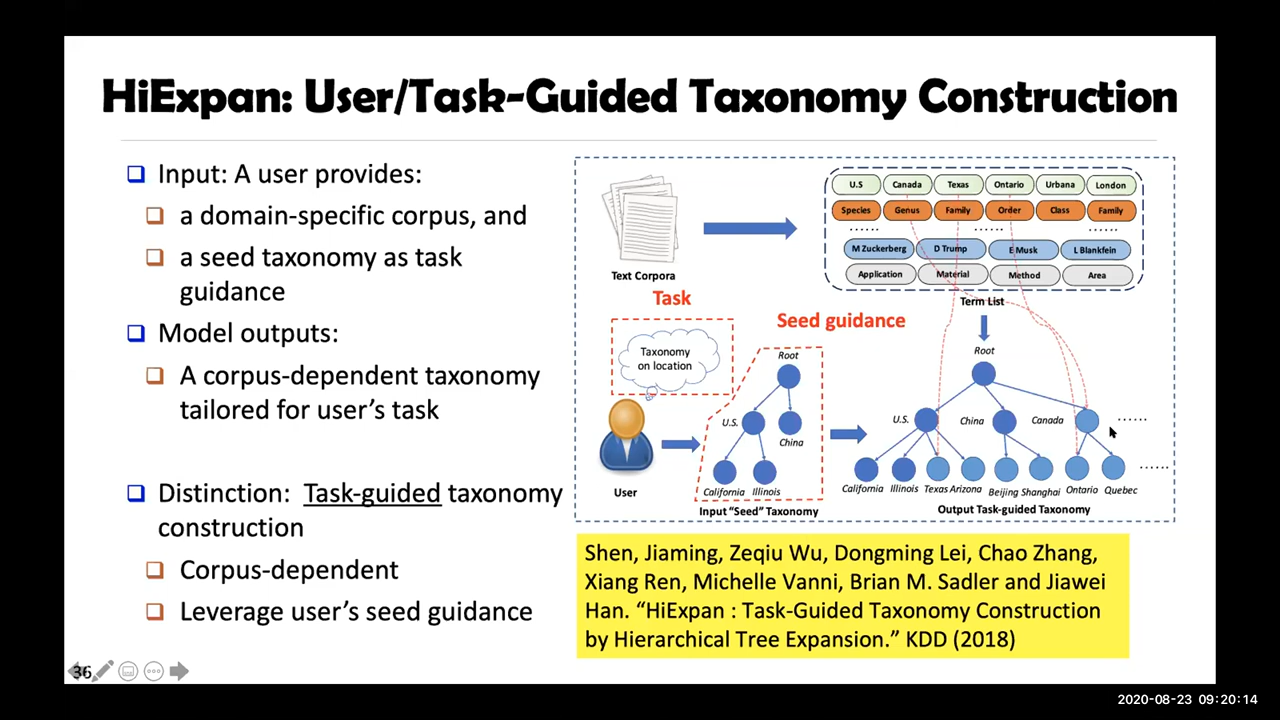 HiExpan: User/Task-Guided Taxonomy Construction
Input: A user provides:
a domain-specific corpus, and
a seed taxonomy as task
guidance
Model outputs:
A corpus-dependent taxonomy
tailored for user's task
Distinction: Task-guided taxonomy
construction
Corpus-dependent
Leverage user's seed guidance
Text Corpora
U.S Canada Texas Ontario Urbana London
Species Genus Family Order Class Family
...... ...... ......
M Zuckerberg D Trump E Musk L Blankfein
Application Material Method Area
Term List
Task
Seed guidance
Taxonomy
on location
User
Root
U.S.
China
California Illinois
Input "Seed" Taxonomy
Root
U.S. China Canada ......
California Illinois Texas Arizona Beijing Shanghai Ontario Quebec ......
Output Task-guided Taxonomy
Shen, Jiaming, Zeqiu Wu, Dongming Lei, Chao Zhang,
Xiang Ren, Michelle Vanni, Brian M. Sadler and Jiawei
Han. “HiExpan : Task-Guided Taxonomy Construction
by Hierarchical Tree Expansion.” KDD (2018)
36
2020-08-23 09:20:14